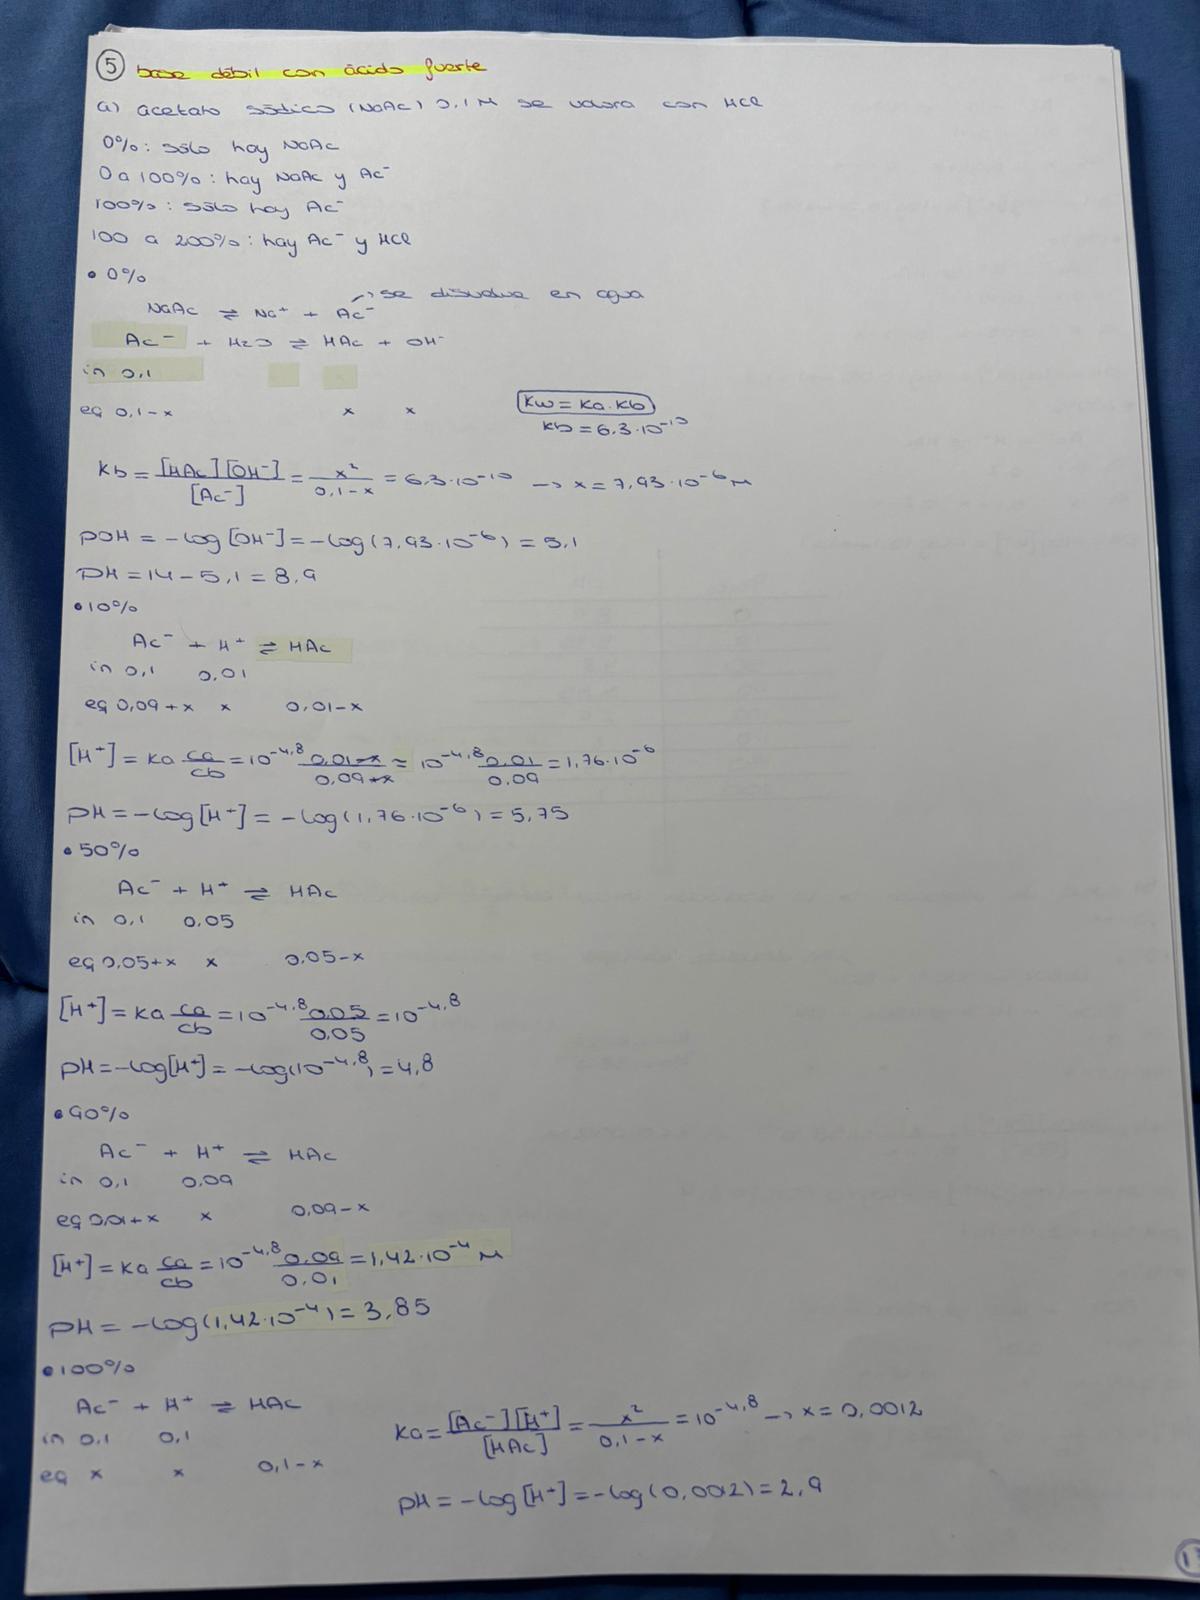 5 base débil con ácido fuerte
a) acetato sódico (NaAc) 0,1 M se valora con HCl
0%: sólo hay NaAc
0 a 100%: hay NaAc y Ac⁻
100%: sólo hay Ac⁻
100 a 200%: hay Ac⁻ y HCl
• 0%
→ se disuelve en agua
NaAc ⇌ Na⁺ + Ac⁻
Ac⁻ + H₂O ⇌ HAc + OH⁻
in 0,1
eq 0,1-x x x
Kw = Ka·Kb
Kb = 6,3·10⁻¹⁰
Kb = [HAc][OH⁻]/[Ac⁻] = x²/0,1-x = 6,3·10⁻¹⁰ → x = 7,93·10⁻⁶ M
pOH = -log[OH⁻] = -log(7,93·10⁻⁶) = 5,1
pH = 14 - 5,1 = 8,9
• 10%
Ac⁻ + H⁺ ⇌ HAc
in 0,1 0,01
eq 0,09+x x 0,01-x
[H⁺] = Ka ca/cb = 10⁻⁴,⁸ 0,01-x/0,09+x = 10⁻⁴,⁸ 0,01/0,09 = 1,76·10⁻⁶
pH = -log[H⁺] = -log(1,76·10⁻⁶) = 5,75
• 50%
Ac⁻ + H⁺ ⇌ HAc
in 0,1 0,05
eq 0,05+x x 0,05-x
[H⁺] = Ka ca/cb = 10⁻⁴,⁸ 0,05/0,05 = 10⁻⁴,⁸
pH = -log[H⁺] = -log(10⁻⁴,⁸) = 4,8
• 90%
Ac⁻ + H⁺ ⇌ HAc
in 0,1 0,09
eq 0,01+x x 0,09-x
[H⁺] = Ka ca/cb = 10⁻⁴,⁸ 0,09/0,01 = 1,42·10⁻⁴ M
pH = -log(1,42·10⁻⁴) = 3,85
• 100%
Ac⁻ + H⁺ ⇌ HAc
in 0,1 0,1
eq x x 0,1-x
Ka = [Ac⁻][H⁺]/[HAc] = x²/0,1-x = 10⁻⁴,⁸ → x = 0,0012
pH = -log[H⁺] = -log(0,0012) = 2,9